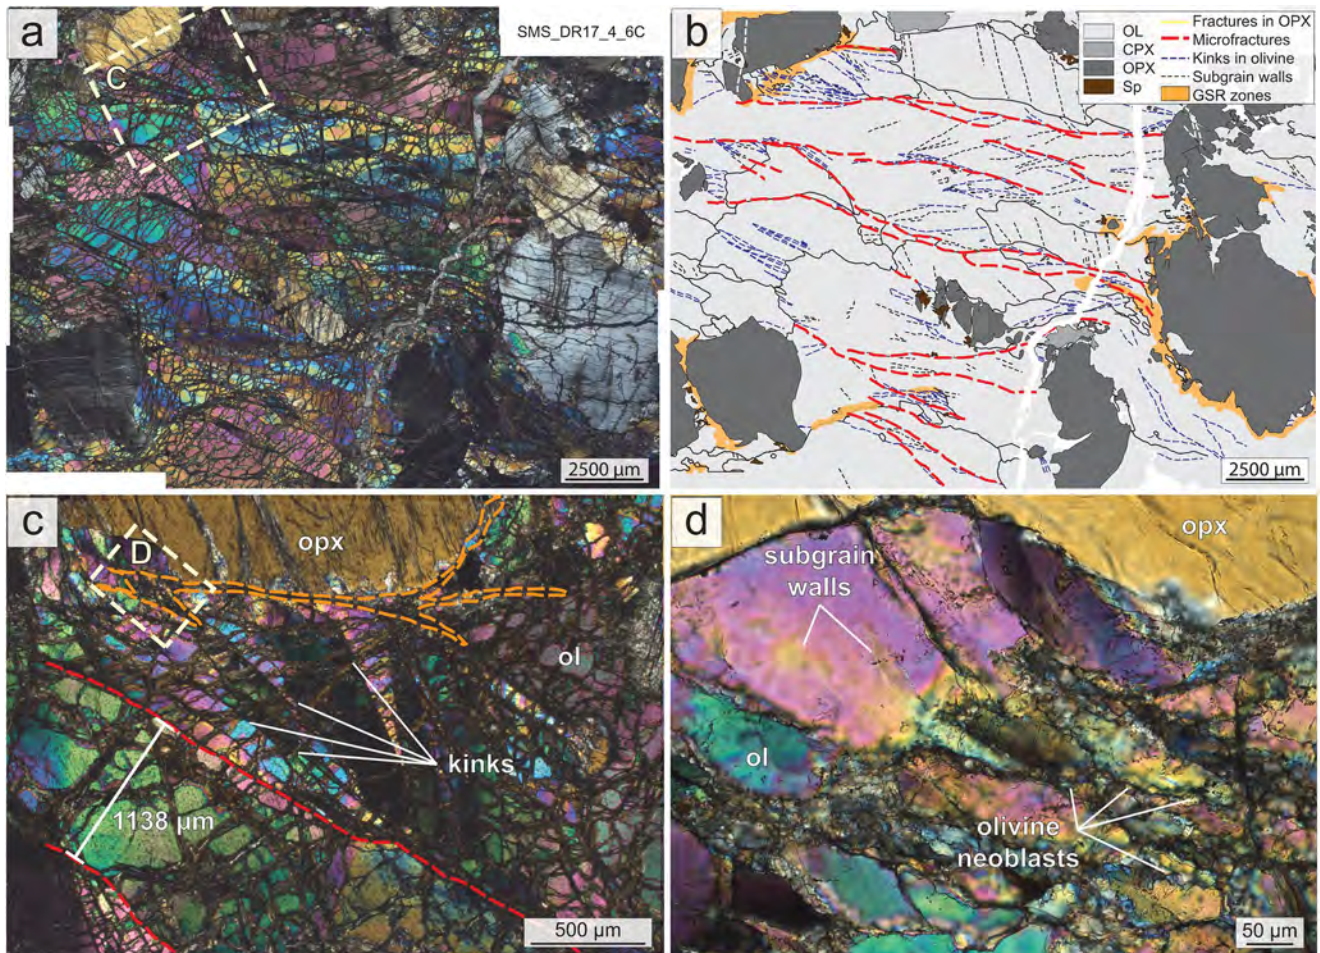 a
SMS_DR17_4_6C
C
2500 µm
b
OL
CPX
OPX
Sp
Fractures in OPX
Microfractures
Kinks in olivine
Subgrain walls
GSR zones
2500 µm
c
D
opx
ol
kinks
1138 µm
500 µm
d
opx
subgrain
walls
ol
olivine
neoblasts
50 µm